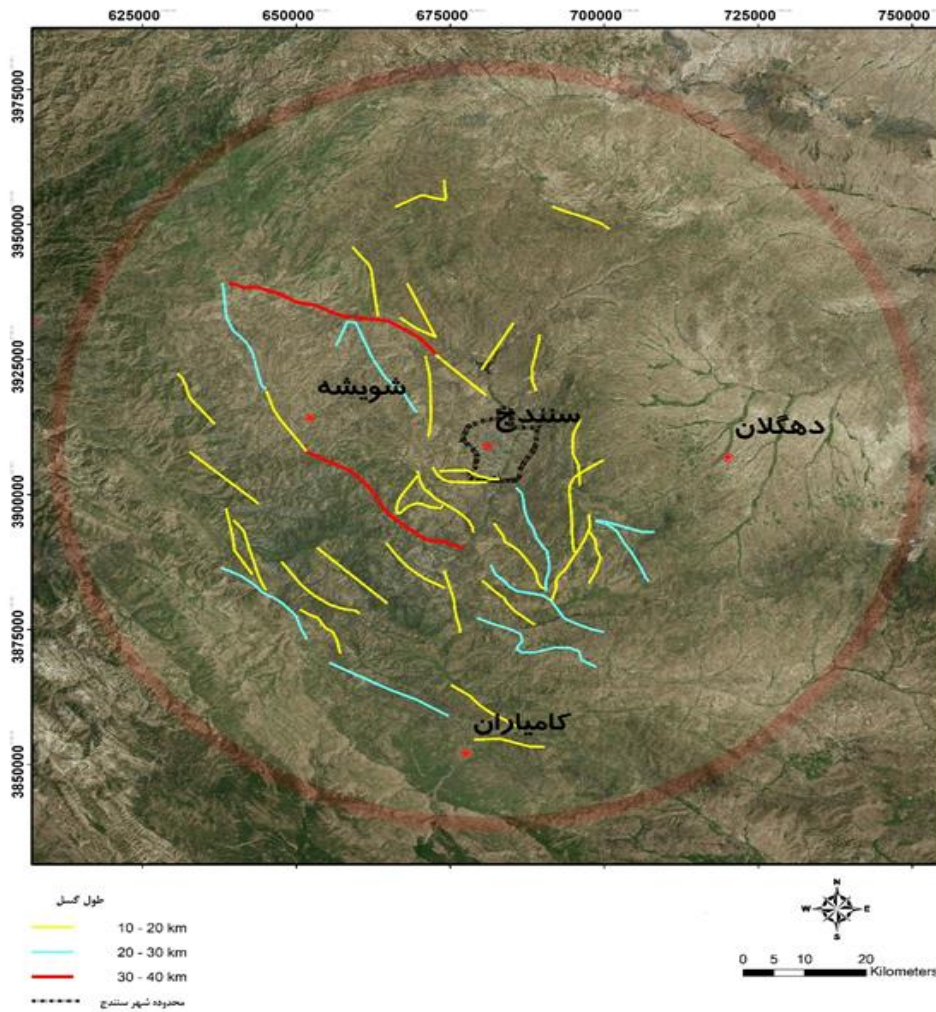 625000 650000 675000 700000 725000 750000
3975000
3950000
3925000
3900000
3875000
3850000
شویشه
سنندج
دهگلان
کامیاران
طول گسل
10 - 20 km
20 - 30 km
30 - 40 km
محدوده شهر سنندج
N
W E
S
0 5 10 20
Kilometers